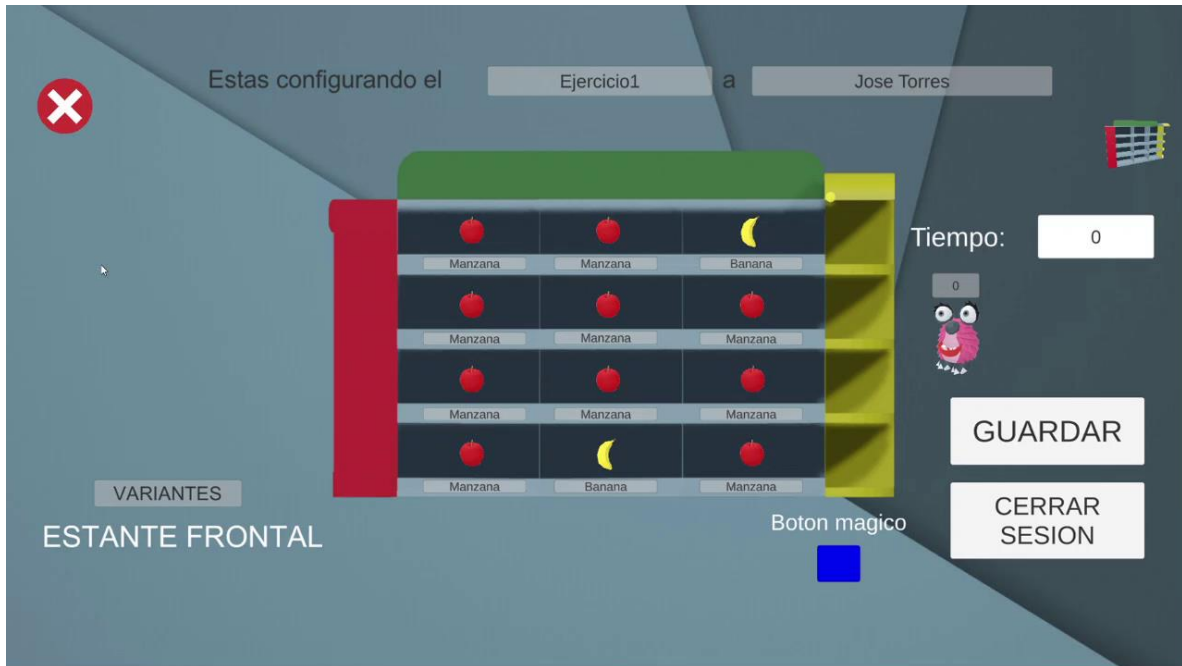 Estas configurando el Ejercicio1 a Jose Torres
Tiempo: 0
0
Manzana Manzana Banana
Manzana Manzana Manzana
Manzana Manzana Manzana
Manzana Banana Manzana
GUARDAR
CERRAR
SESION
VARIANTES
ESTANTE FRONTAL
Boton magico